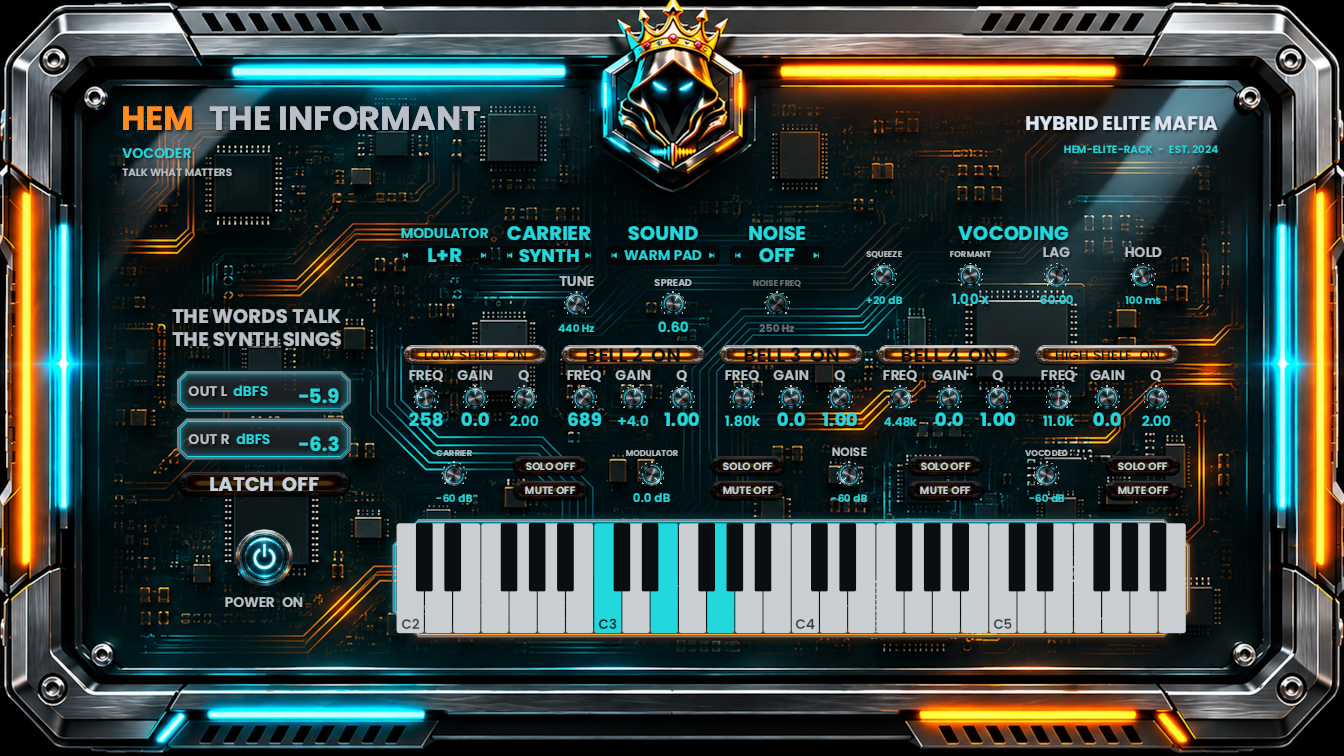 HEM THE INFORMANT
VOCODER
TALK WHAT MATTERS
HYBRID ELITE MAFIA
HEM-ELITE-RACK - EST. 2024
MODULATOR CARRIER SOUND NOISE VOCODING
L+R SYNTH WARM PAD OFF
SQUEEZE FORMANT LAG HOLD
+20 dB 1.00 x 60.00 100 ms
TUNE SPREAD NOISE FREQ
440 Hz 0.60 250 Hz
THE WORDS TALK
THE SYNTH SINGS
OUT L dBFS -5.9
OUT R dBFS -6.3
LATCH OFF
POWER ON
LOW SHELF ON BELL 2 ON BELL 3 ON BELL 4 ON HIGH SHELF ON
FREQ GAIN Q FREQ GAIN Q FREQ GAIN Q FREQ GAIN Q FREQ GAIN Q
258 0.0 2.00 689 +4.0 1.00 1.80k 0.0 1.00 4.48k 0.0 1.00 11.0k 0.0 2.00
CARRIER MODULATOR NOISE VOCODED
SOLO OFF SOLO OFF SOLO OFF SOLO OFF
MUTE OFF MUTE OFF MUTE OFF MUTE OFF
-60 dB 0.0 dB -60 dB -60 dB
C2 C3 C4 C5